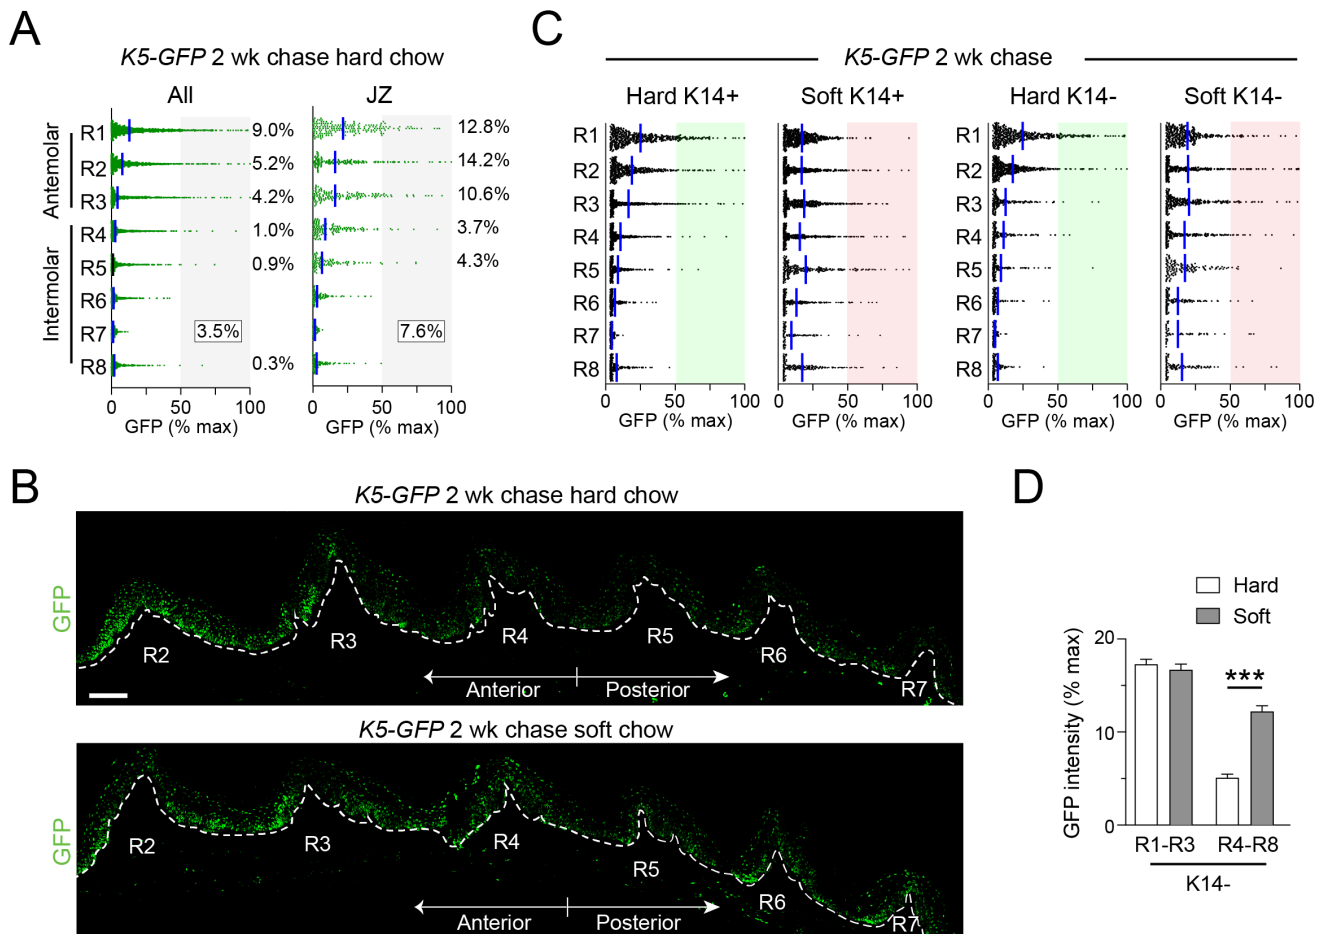 A
K5-GFP 2 wk chase hard chow
All JZ
Antemolar
Intermolar
R1 9.0% 12.8%
R2 5.2% 14.2%
R3 4.2% 10.6%
R4 1.0% 3.7%
R5 0.9% 4.3%
R6
R7 3.5% 7.6%
R8 0.3%
0 50 100 0 50 100
GFP (% max) GFP (% max)
C
K5-GFP 2 wk chase
Hard K14+ Soft K14+ Hard K14- Soft K14-
R1 R1
R2 R2
R3 R3
R4 R4
R5 R5
R6 R6
R7 R7
R8 R8
0 50 100 0 50 100 0 50 100 0 50 100
GFP (% max) GFP (% max) GFP (% max) GFP (% max)
B
K5-GFP 2 wk chase hard chow
GFP
R2 R3 R4 R5 R6 R7
Anterior Posterior
K5-GFP 2 wk chase soft chow
GFP
R2 R3 R4 R5 R6 R7
Anterior Posterior
D
Hard
Soft
GFP intensity (% max)
20
10
0
***
R1-R3 R4-R8
K14-